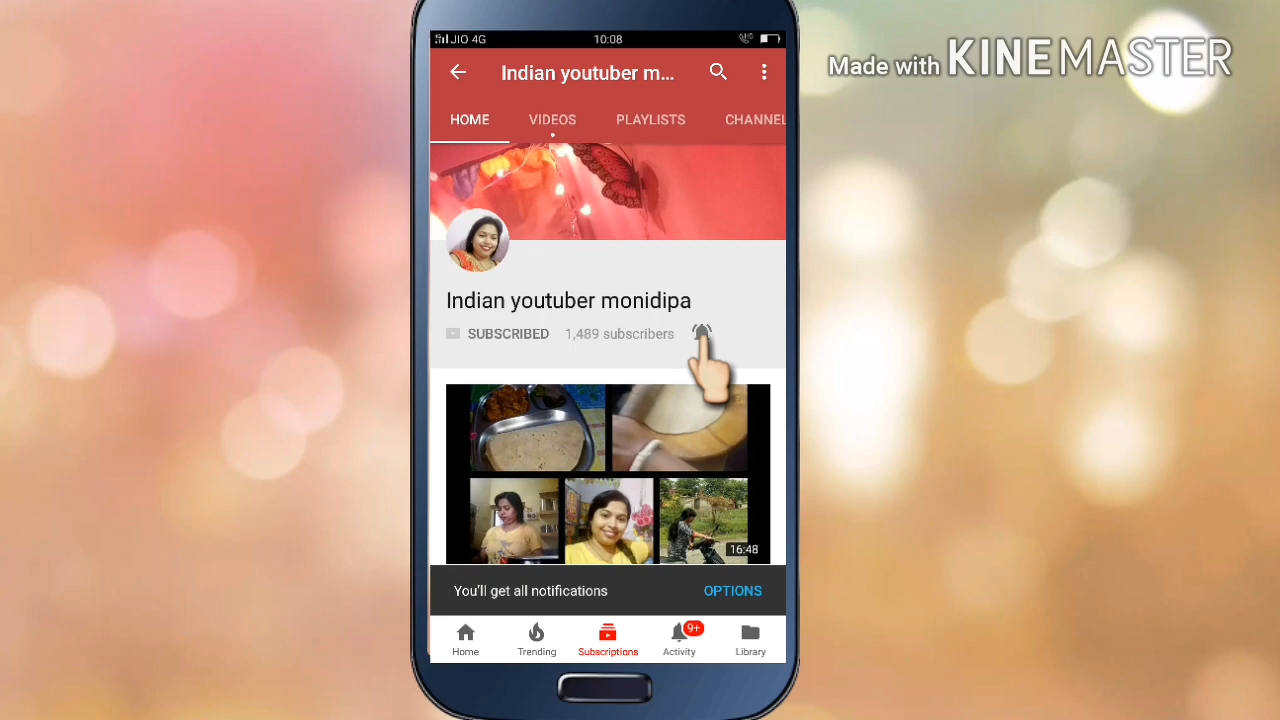 JIO 4G 10:08
Made with KINEMASTER
Indian youtuber m...
HOME VIDEOS PLAYLISTS CHANNEL
Indian youtuber monidipa
SUBSCRIBED 1,489 subscribers
16:48
You'll get all notifications OPTIONS
9+
Home Trending Subscriptions Activity Library